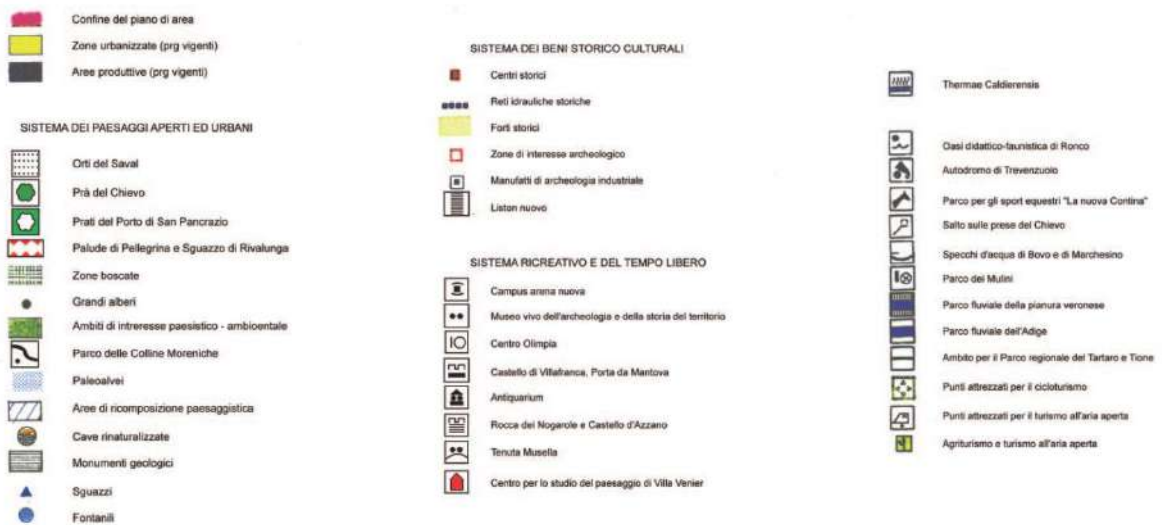 Confine del piano di area
Zone urbanizzate (prg vigenti)
Aree produttive (prg vigenti)
SISTEMA DEI PAESAGGI APERTI ED URBANI
Orti del Saval
Prà del Chievo
Prati del Porto di San Pancrazio
Palude di Pellegrina e Sguazzo di Rivalunga
Zone boscate
Grandi alberi
Ambiti di intreresse paesistico - ambioentale
Parco delle Colline Moreniche
Paleoalvei
Aree di ricomposizione paesaggistica
Cave rinaturalizzate
Monumenti geologici
Sguazzi
Fontanili
SISTEMA DEI BENI STORICO CULTURALI
Centri storici
Reti idrauliche storiche
Forti storici
Zone di interesse archeologico
Manufatti di archeologia industriale
Liston nuovo
SISTEMA RICREATIVO E DEL TEMPO LIBERO
Campus arena nuova
Museo vivo dell'archeologia e della storia del territorio
Centro Olimpia
Castello di Villafranca, Porta da Mantova
Antiquarium
Rocca dei Nogarole e Castello d'Azzano
Tenuta Musella
Centro per lo studio del paesaggio di Villa Venier
Thermae Caldierensis
Oasi didattico-faunistica di Ronco
Autodromo di Trevenzuolo
Parco per gli sport equestri "La nuova Contina"
Salto sulle prese del Chievo
Specchi d'acqua di Bovo e di Marchesino
Parco dei Mulini
Parco fluviale della pianura veronese
Parco fluviale dell'Adige
Ambito per il Parco regionale del Tartaro e Tione
Punti attrezzati per il cicloturismo
Punti attrezzati per il turismo all'aria aperta
Agriturismo e turismo all'aria aperta